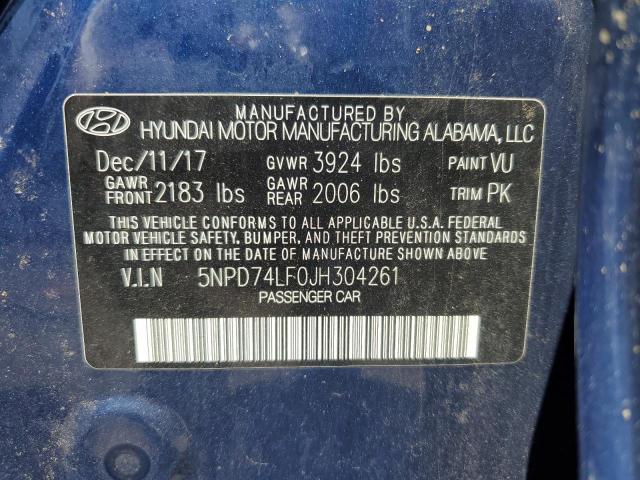 MANUFACTURED BY
HYUNDAI MOTOR MANUFACTURING ALABAMA, LLC
Dec/11/17 GVWR 3924 lbs PAINT VU
GAWR FRONT 2183 lbs GAWR REAR 2006 lbs TRIM PK
THIS VEHICLE CONFORMS TO ALL APPLICABLE U.S.A. FEDERAL
MOTOR VEHICLE SAFETY, BUMPER, AND THEFT PREVENTION STANDARDS
IN EFFECT ON THE DATE OF MANUFACTURE SHOWN ABOVE
V.I.N 5NPD74LF0JH304261
PASSENGER CAR